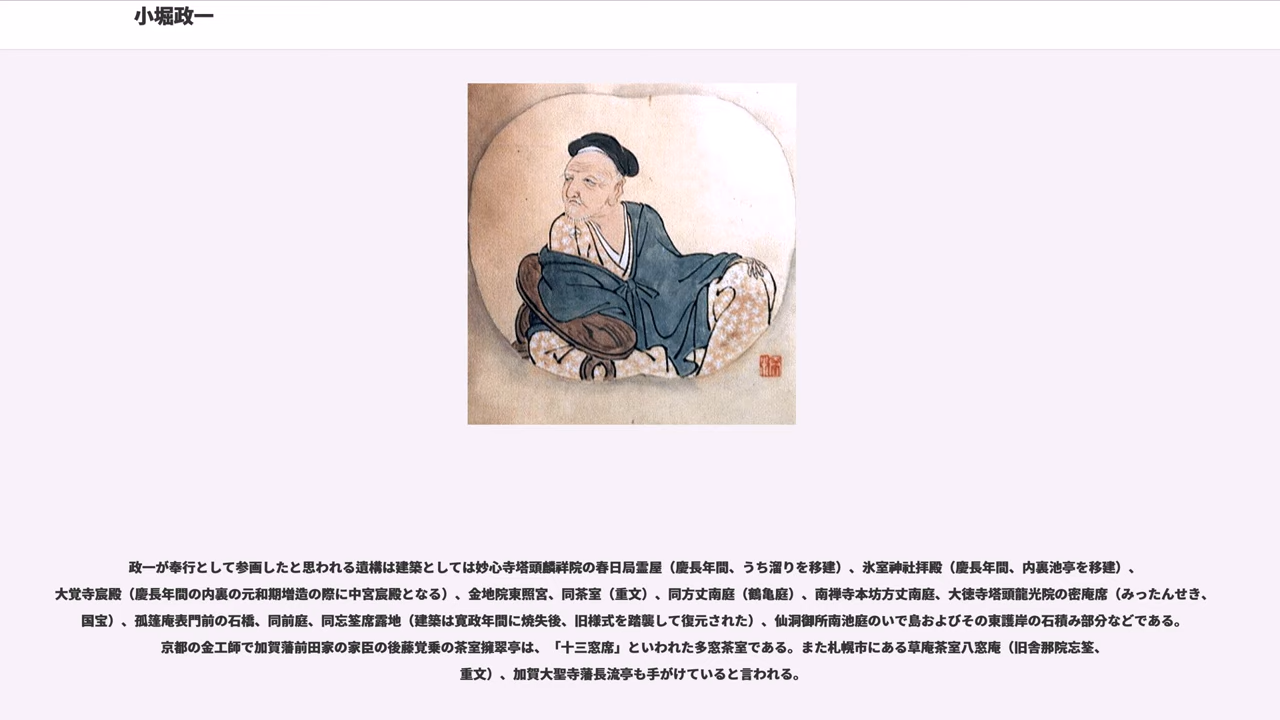 小堀政一
政一が奉行として参画したと思われる遺構は建築としては妙心寺塔頭麟祥院の春日局霊屋（慶長年間、うち溜りを移建）、氷室神社拝殿（慶長年間、内裏池亭を移建）、
大覚寺宸殿（慶長年間の内裏の元和期増造の際に中宮宸殿となる）、金地院東照宮、同茶室（重文）、同方丈南庭（鶴亀庭）、南禅寺本坊方丈南庭、大徳寺塔頭龍光院の密庵席（みったんせき、
国宝）、孤篷庵表門前の石橋、同前庭、同忘筌席露地（建築は寛政年間に焼失後、旧様式を踏襲して復元された）、仙洞御所南池庭のいで島およびその東護岸の石積み部分などである。
京都の金工師で加賀藩前田家の家臣の後藤覚乗の茶室擁翠亭は、「十三窓席」といわれた多窓茶室である。また札幌市にある草庵茶室八窓庵（旧舎那院忘筌、
重文）、加賀大聖寺藩長流亭も手がけていると言われる。